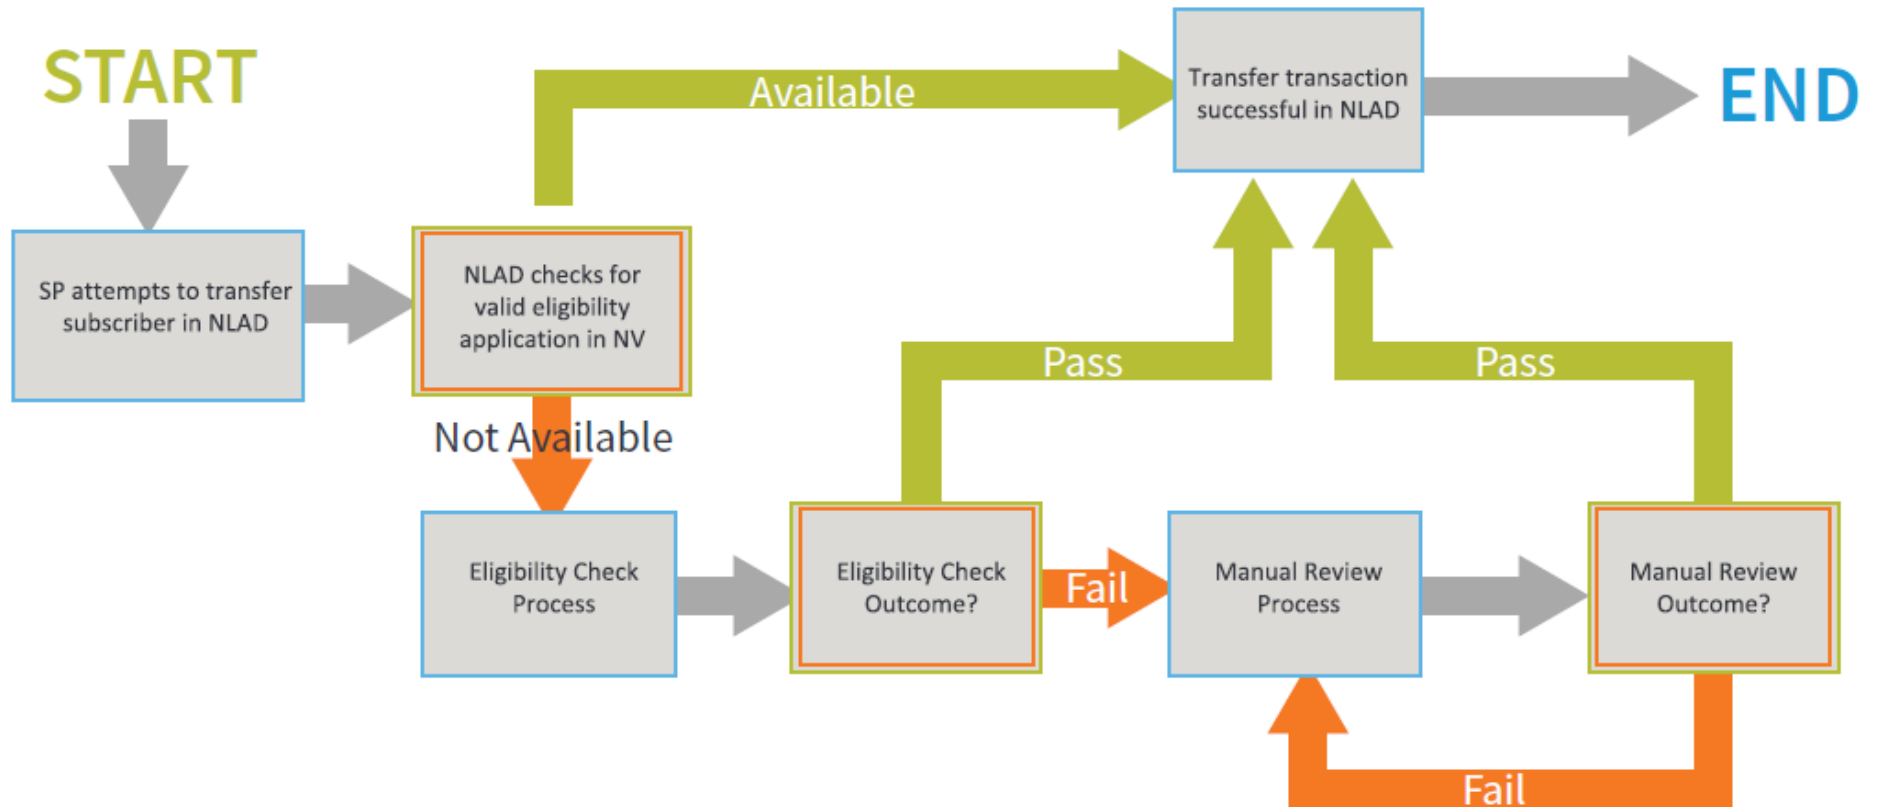 START
Available
Transfer transaction
successful in NLAD
END
SP attempts to transfer
subscriber in NLAD
NLAD checks for
valid eligibility
application in NV
Not Available
Pass
Pass
Eligibility Check
Process
Eligibility Check
Outcome?
Fail
Manual Review
Process
Manual Review
Outcome?
Fail